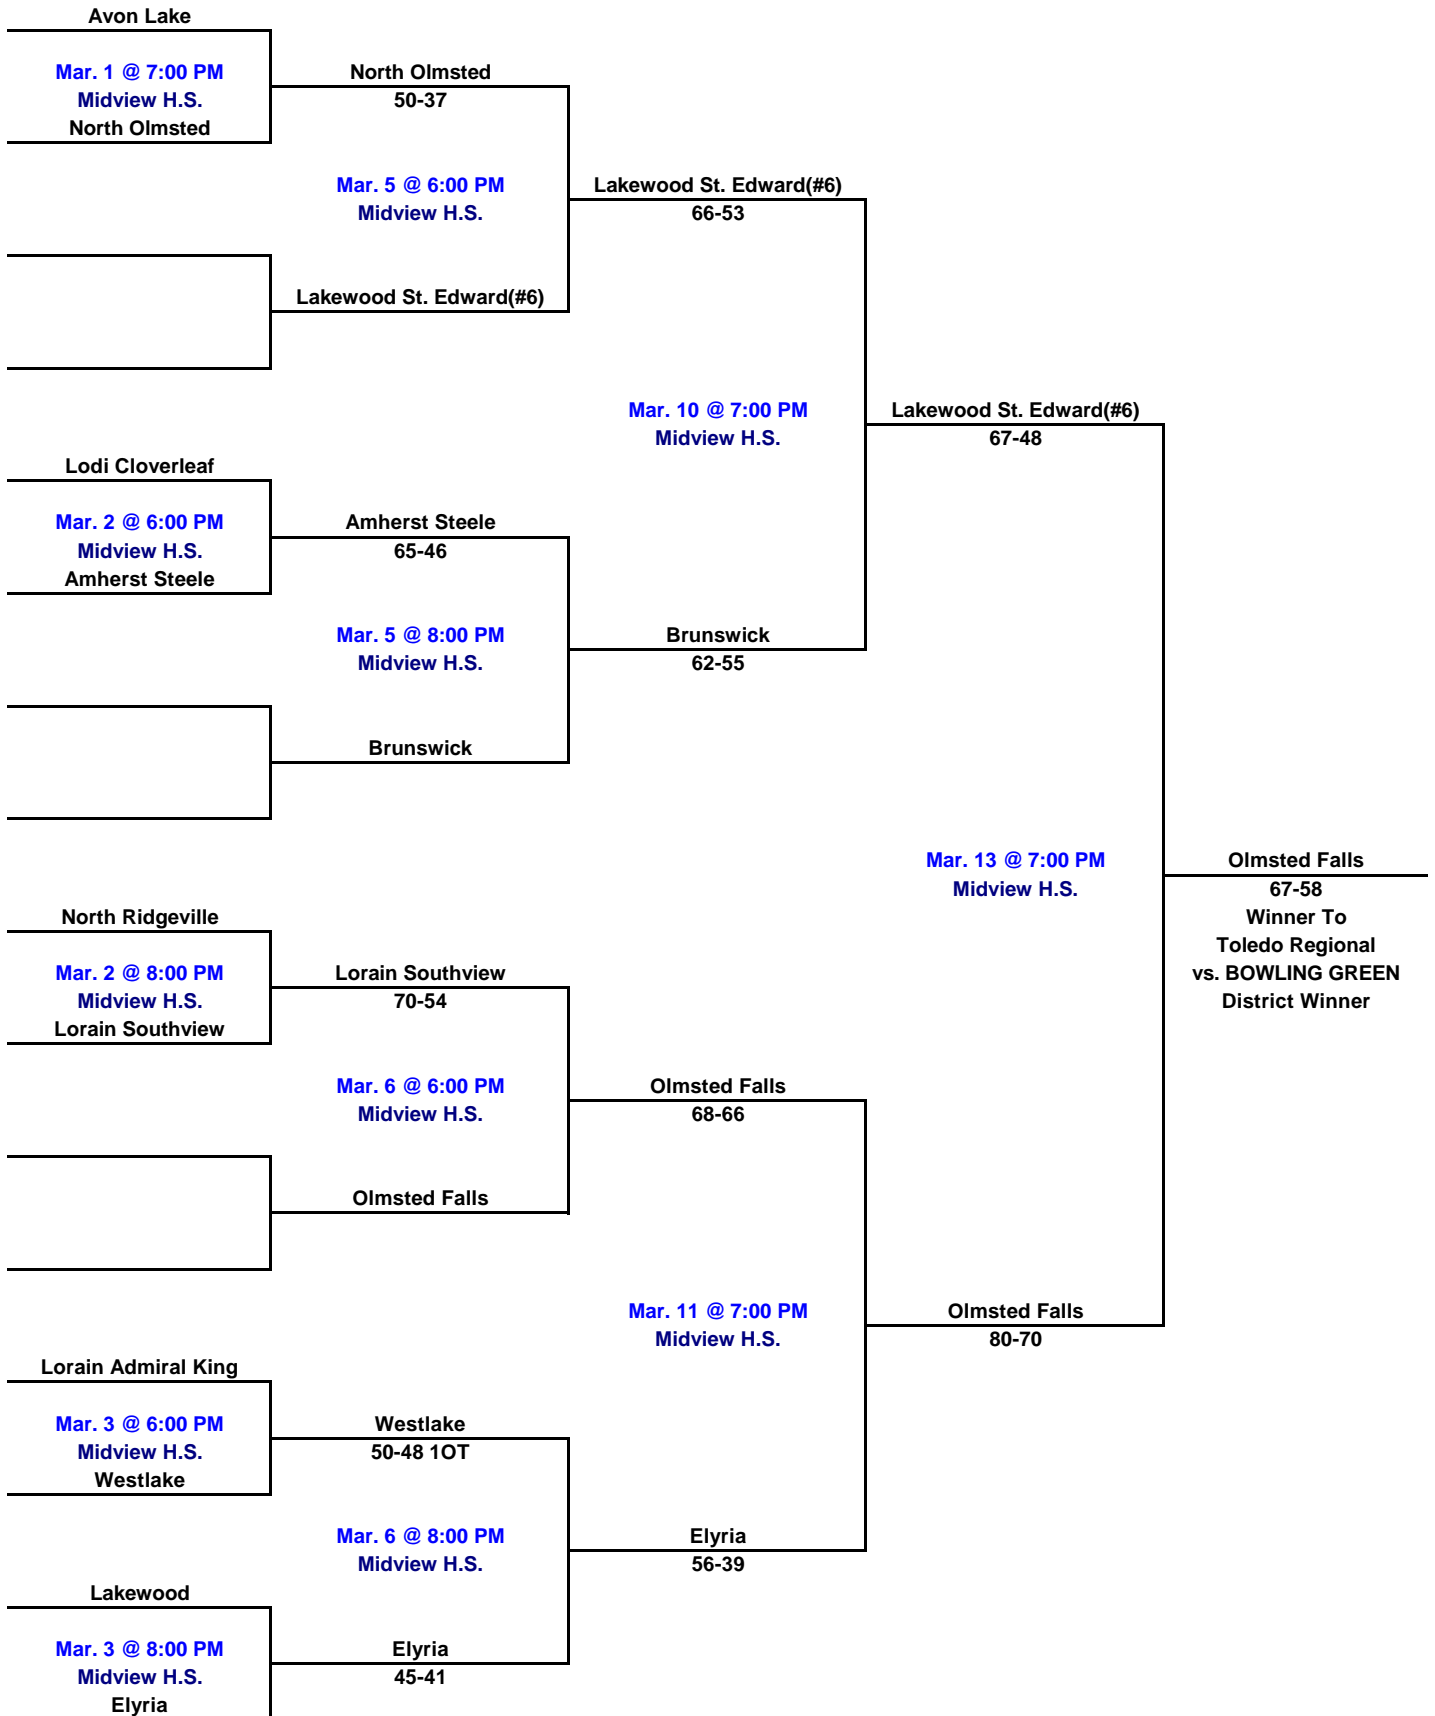 Avon Lake
Mar. 1 @ 7:00 PM
Midview H.S.
North Olmsted
North Olmsted
50-37
Mar. 5 @ 6:00 PM
Midview H.S.
Lakewood St. Edward(#6)
66-53
Lakewood St. Edward(#6)
Mar. 10 @ 7:00 PM
Midview H.S.
Lakewood St. Edward(#6)
67-48
Lodi Cloverleaf
Mar. 2 @ 6:00 PM
Midview H.S.
Amherst Steele
Amherst Steele
65-46
Mar. 5 @ 8:00 PM
Midview H.S.
Brunswick
62-55
Brunswick
Mar. 13 @ 7:00 PM
Midview H.S.
Olmsted Falls
67-58
Winner To
Toledo Regional
vs. BOWLING GREEN
District Winner
North Ridgeville
Mar. 2 @ 8:00 PM
Midview H.S.
Lorain Southview
Lorain Southview
70-54
Mar. 6 @ 6:00 PM
Midview H.S.
Olmsted Falls
68-66
Olmsted Falls
Mar. 11 @ 7:00 PM
Midview H.S.
Olmsted Falls
80-70
Lorain Admiral King
Mar. 3 @ 6:00 PM
Midview H.S.
Westlake
Westlake
50-48 1OT
Mar. 6 @ 8:00 PM
Midview H.S.
Elyria
56-39
Lakewood
Mar. 3 @ 8:00 PM
Midview H.S.
Elyria
Elyria
45-41